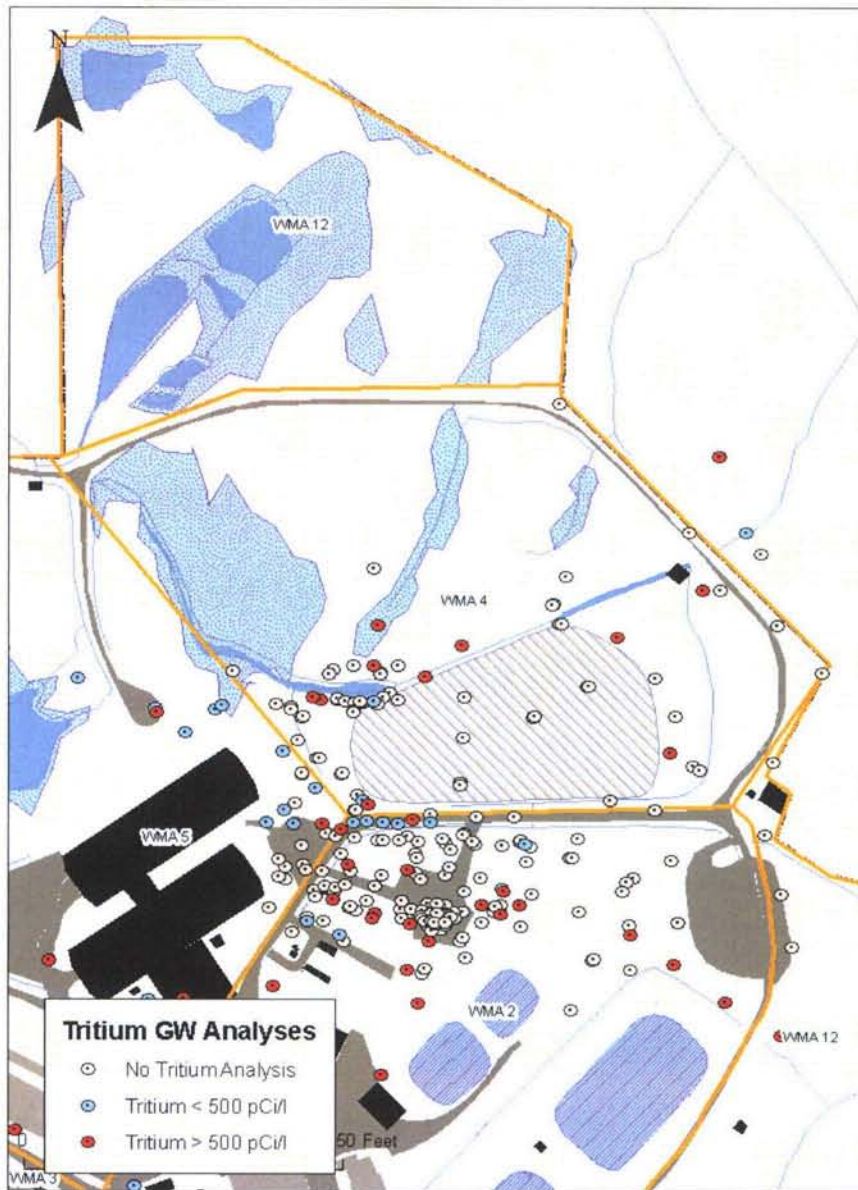 N
WMA 12
WMA 4
WMA 5
WMA 2
WMA 12
Tritium GW Analyses
No Tritium Analysis
Tritium < 500 pCi/l
Tritium > 500 pCi/l
0
50 Feet
WMA 3